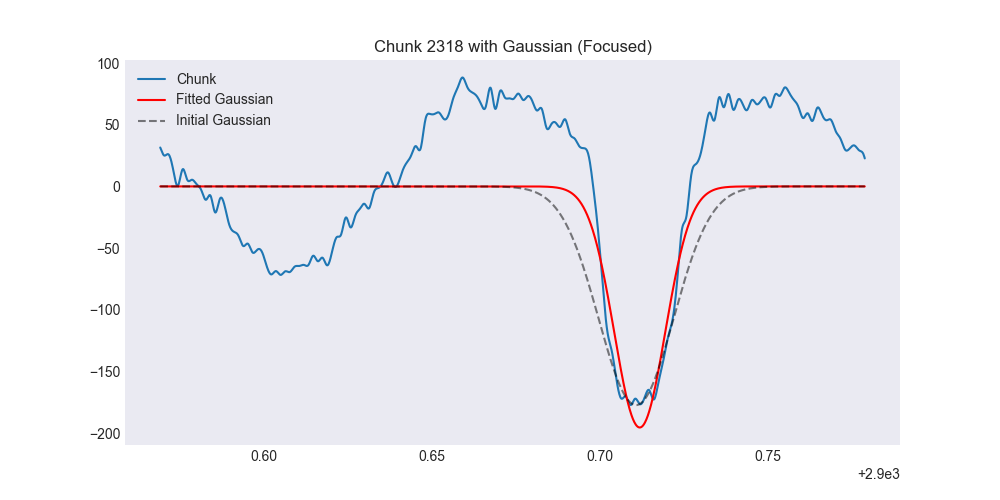 Chunk 2318 with Gaussian (Focused)
100
50
0
−50
−100
−150
−200
Chunk
Fitted Gaussian
Initial Gaussian
0.60 0.65 0.70 0.75
+2.9e3